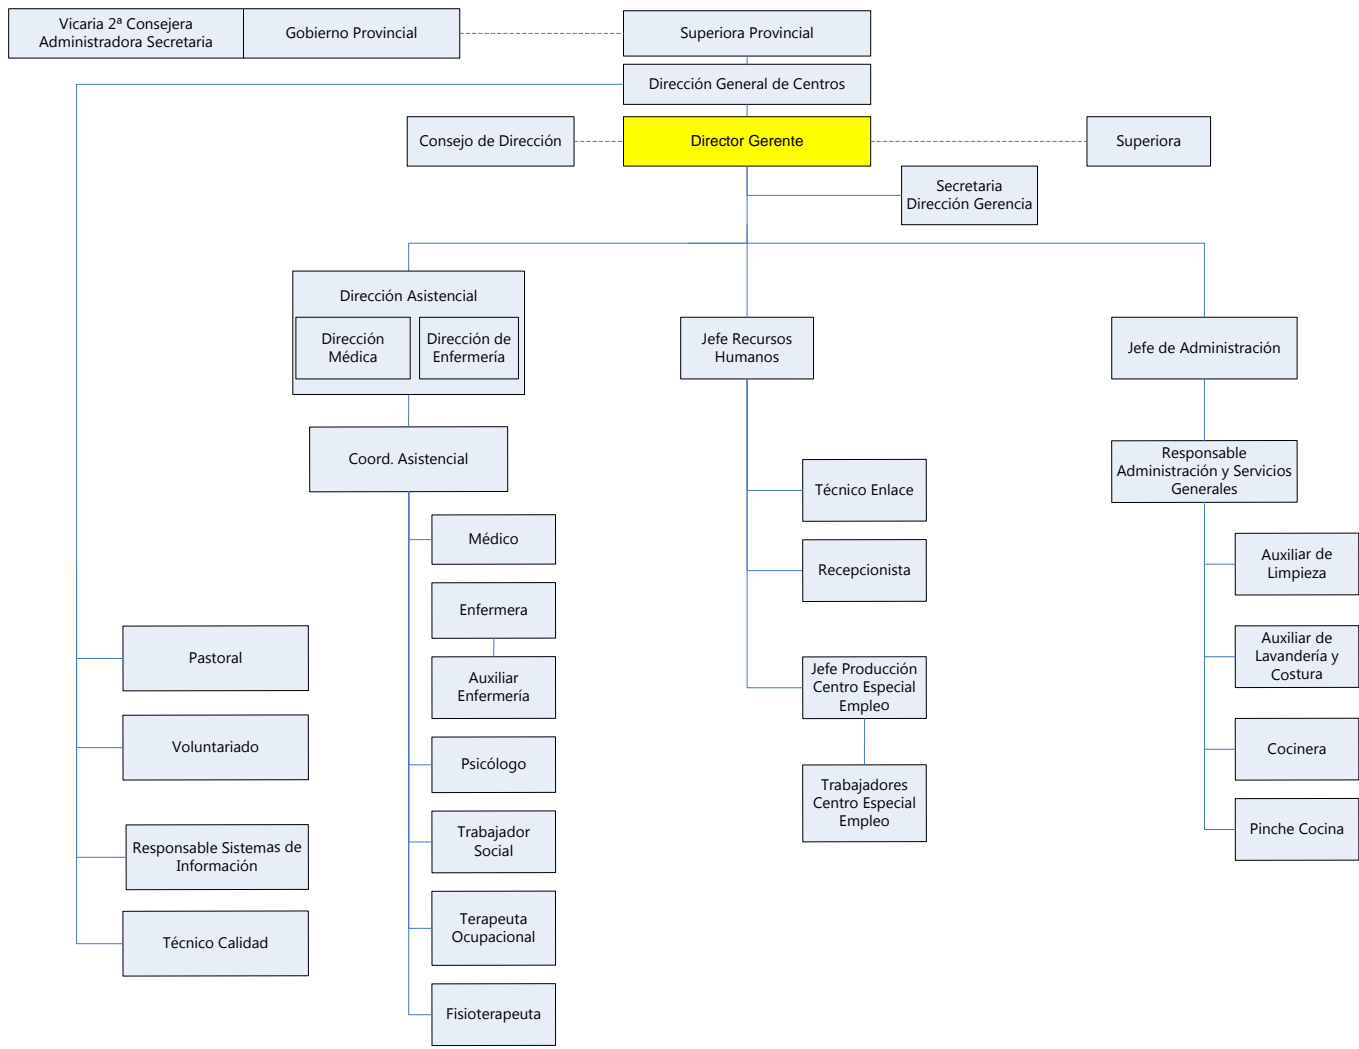 Vicaria 2ª Consejera
Administradora Secretaria
Gobierno Provincial
Superiora Provincial
Dirección General de Centros
Consejo de Dirección
Director Gerente
Superiora
Secretaria
Dirección Gerencia
Dirección Asistencial
Dirección
Médica
Dirección de
Enfermería
Jefe Recursos
Humanos
Jefe de Administración
Coord. Asistencial
Responsable
Administración y Servicios
Generales
Técnico Enlace
Médico
Recepcionista
Auxiliar de
Limpieza
Enfermera
Pastoral
Auxiliar
Enfermería
Jefe Producción
Centro Especial
Empleo
Auxiliar de
Lavandería y
Costura
Voluntariado
Psicólogo
Cocinera
Trabajadores
Centro Especial
Empleo
Responsable Sistemas de
Información
Trabajador
Social
Pinche Cocina
Técnico Calidad
Terapeuta
Ocupacional
Fisioterapeuta